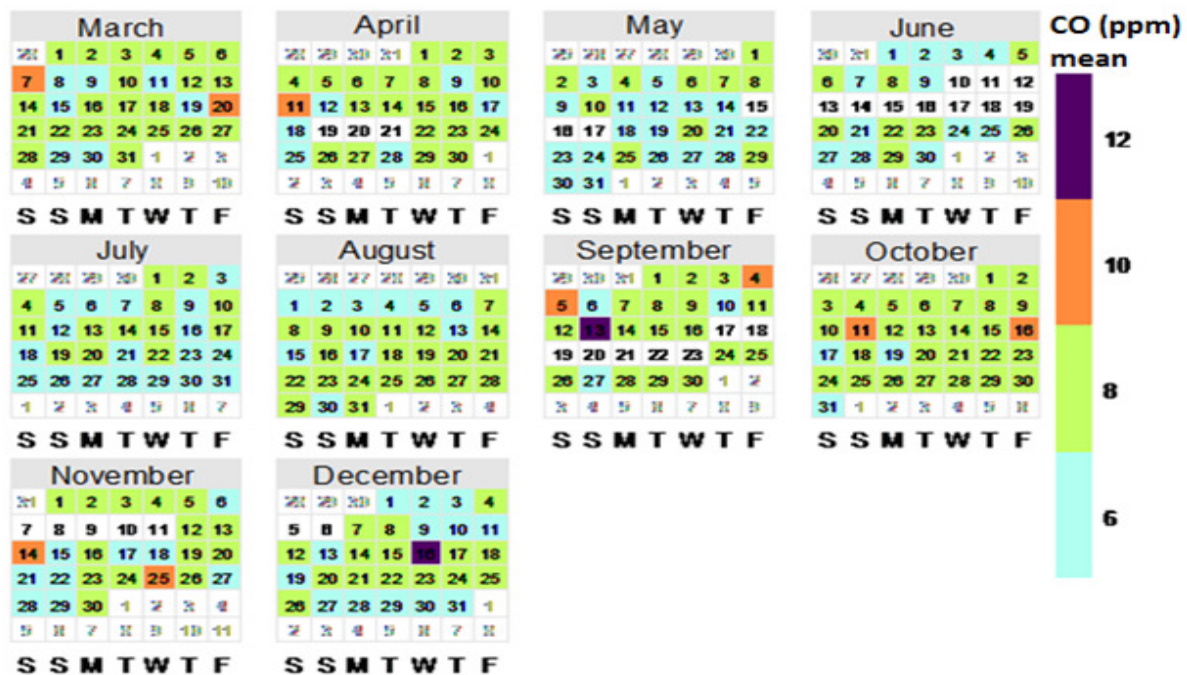 March
1 2 3 4 5 6
7 8 9 10 11 12 13
14 15 16 17 18 19 20
21 22 23 24 25 26 27
28 29 30 31
S S M T W T F
April
1 2 3
4 5 6 7 8 9 10
11 12 13 14 15 16 17
18 19 20 21 22 23 24
25 26 27 28 29 30
S S M T W T F
May
1
2 3 4 5 6 7 8
9 10 11 12 13 14 15
16 17 18 19 20 21 22
23 24 25 26 27 28 29
30 31
S S M T W T F
June
1 2 3 4 5
6 7 8 9 10 11 12
13 14 15 16 17 18 19
20 21 22 23 24 25 26
27 28 29 30
S S M T W T F
CO (ppm)
mean
12
10
8
6
July
1 2 3
4 5 6 7 8 9 10
11 12 13 14 15 16 17
18 19 20 21 22 23 24
25 26 27 28 29 30 31
S S M T W T F
August
1 2 3 4 5 6 7
8 9 10 11 12 13 14
15 16 17 18 19 20 21
22 23 24 25 26 27 28
29 30 31
S S M T W T F
September
1 2 3 4
5 6 7 8 9 10 11
12 13 14 15 16 17 18
19 20 21 22 23 24 25
26 27 28 29 30
S S M T W T F
October
1 2
3 4 5 6 7 8 9
10 11 12 13 14 15 16
17 18 19 20 21 22 23
24 25 26 27 28 29 30
31
S S M T W T F
November
1 2 3 4 5 6
7 8 9 10 11 12 13
14 15 16 17 18 19 20
21 22 23 24 25 26 27
28 29 30
S S M T W T F
December
1 2 3 4
5 6 7 8 9 10 11
12 13 14 15 16 17 18
19 20 21 22 23 24 25
26 27 28 29 30 31
S S M T W T F